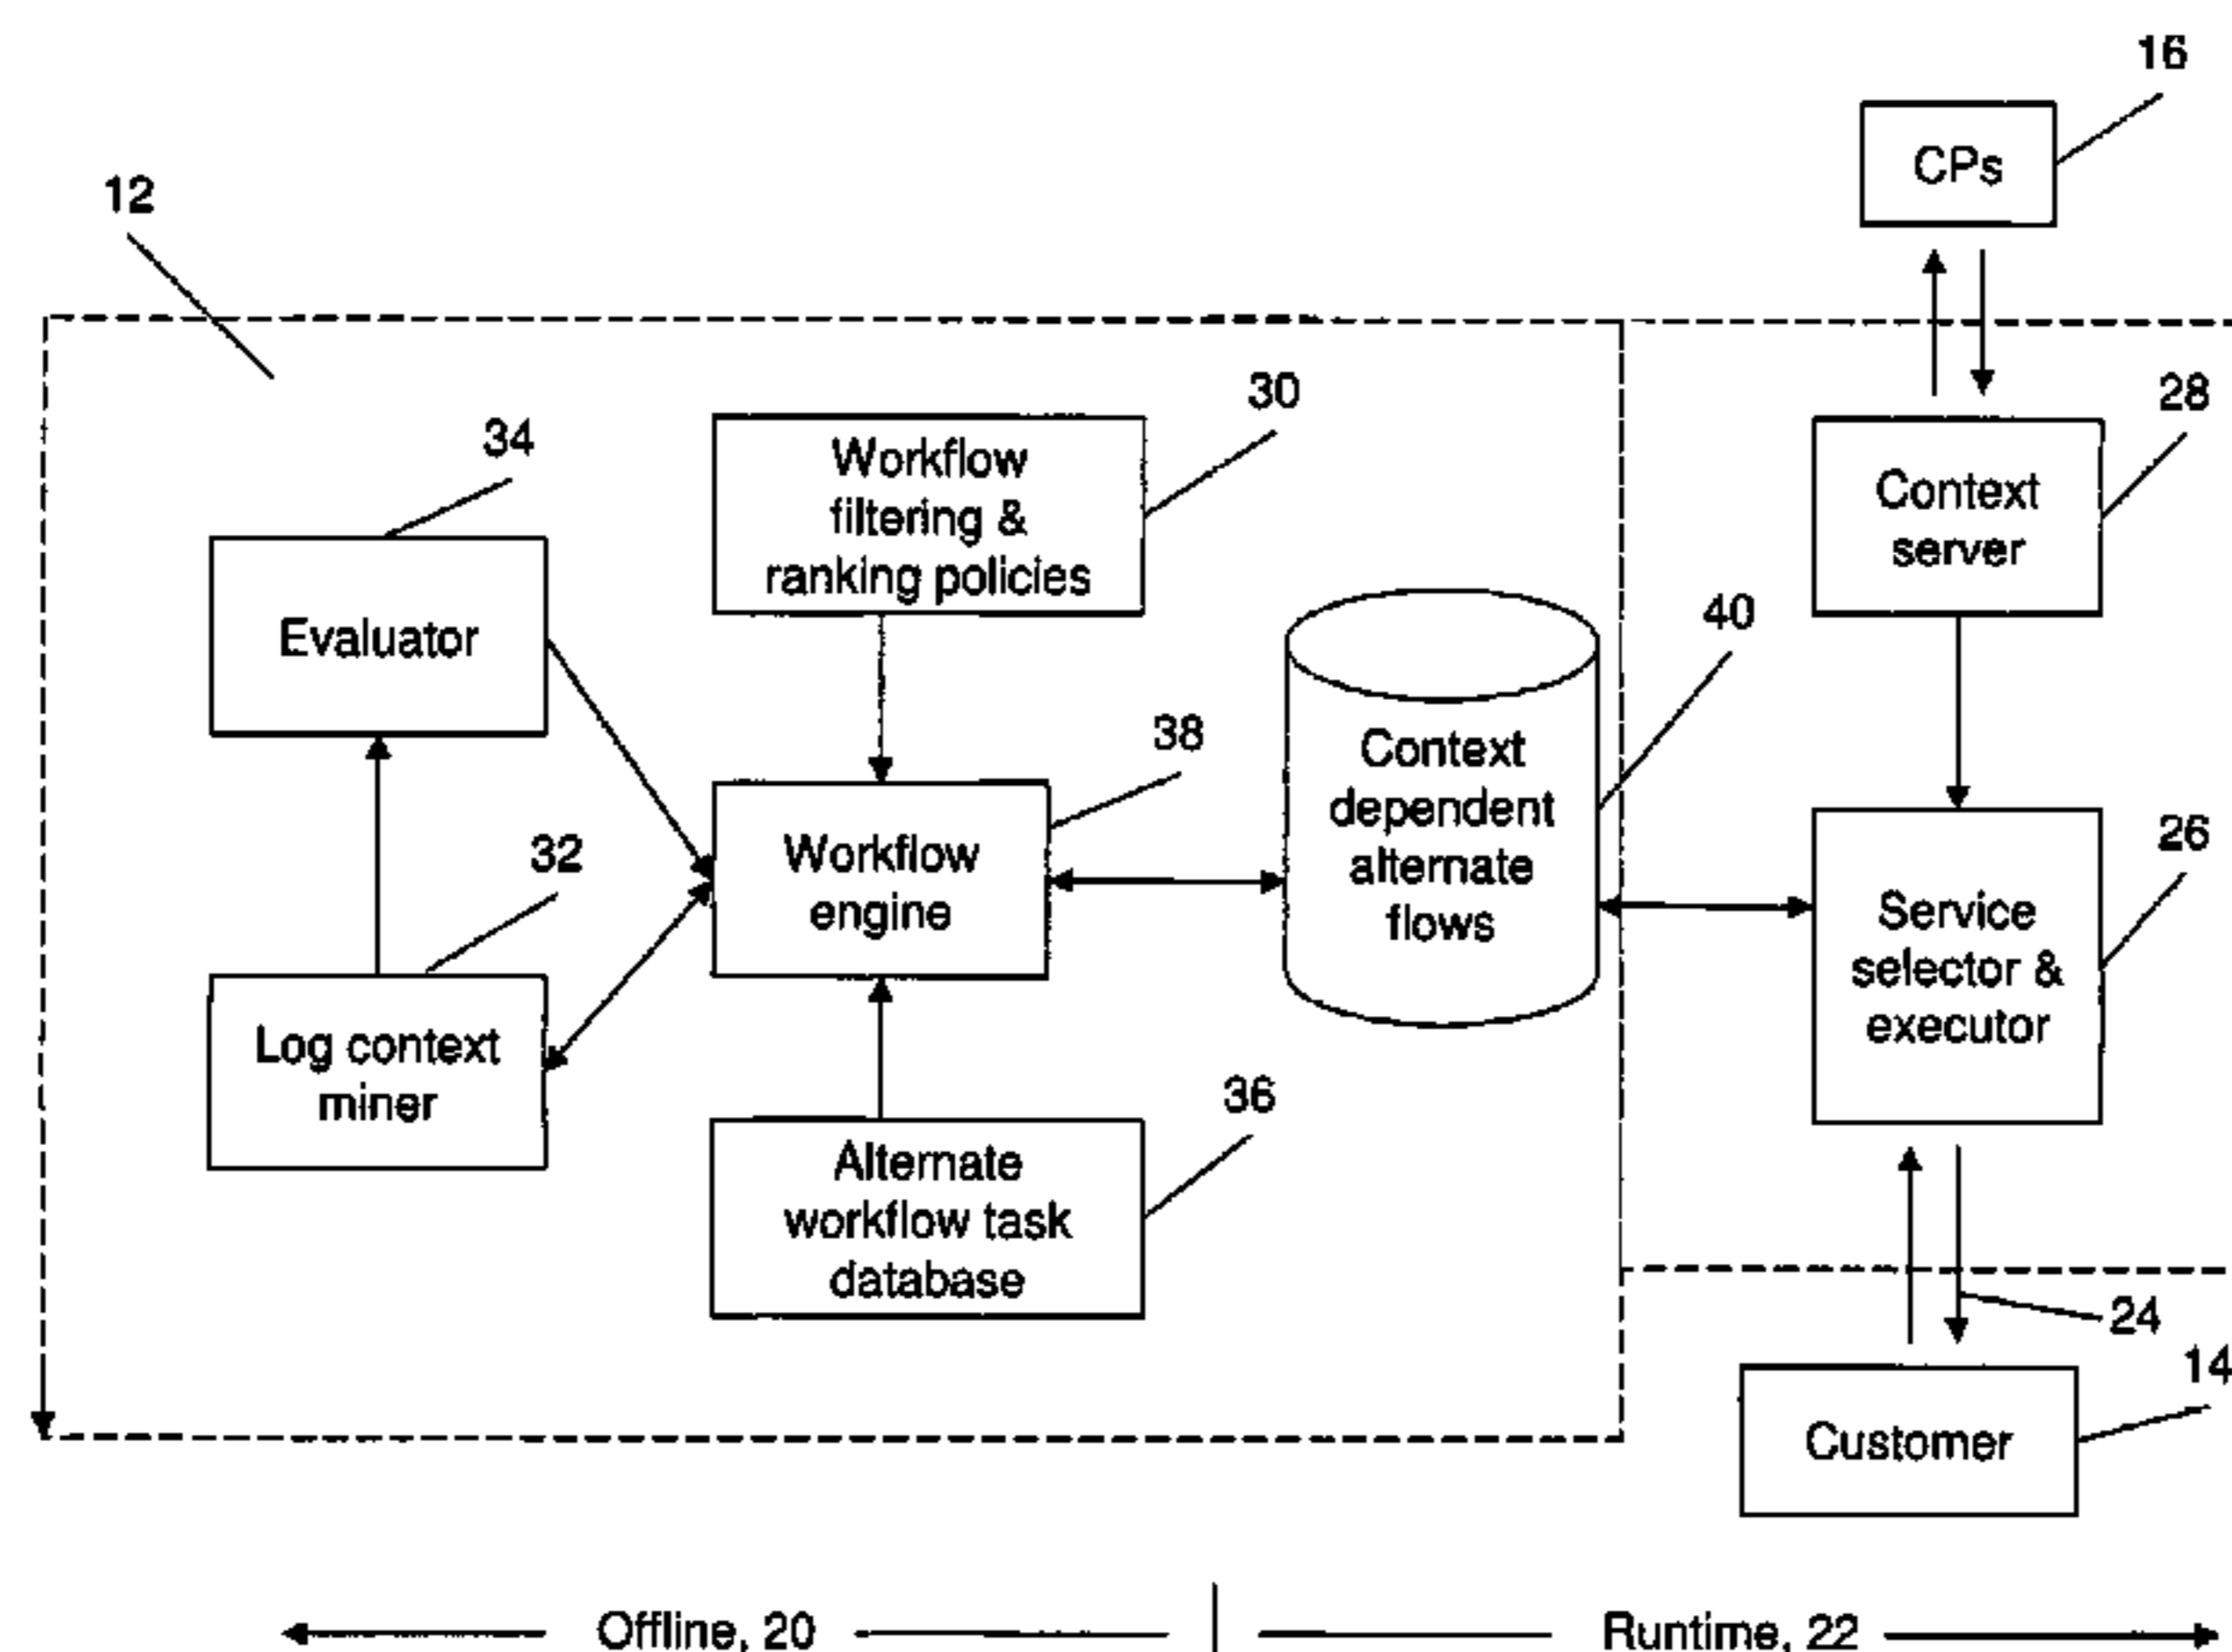 16
CPs
12
28
30
34
Workflow
filtering &
ranking policies
Context
server
40
Evaluator
38
Context
dependent
alternate
flows
32
Workflow
engine
26
Service
selector &
executor
Log context
miner
36
Alternate
workflow task
database
24
14
Customer
Offline, 20
Runtime, 22